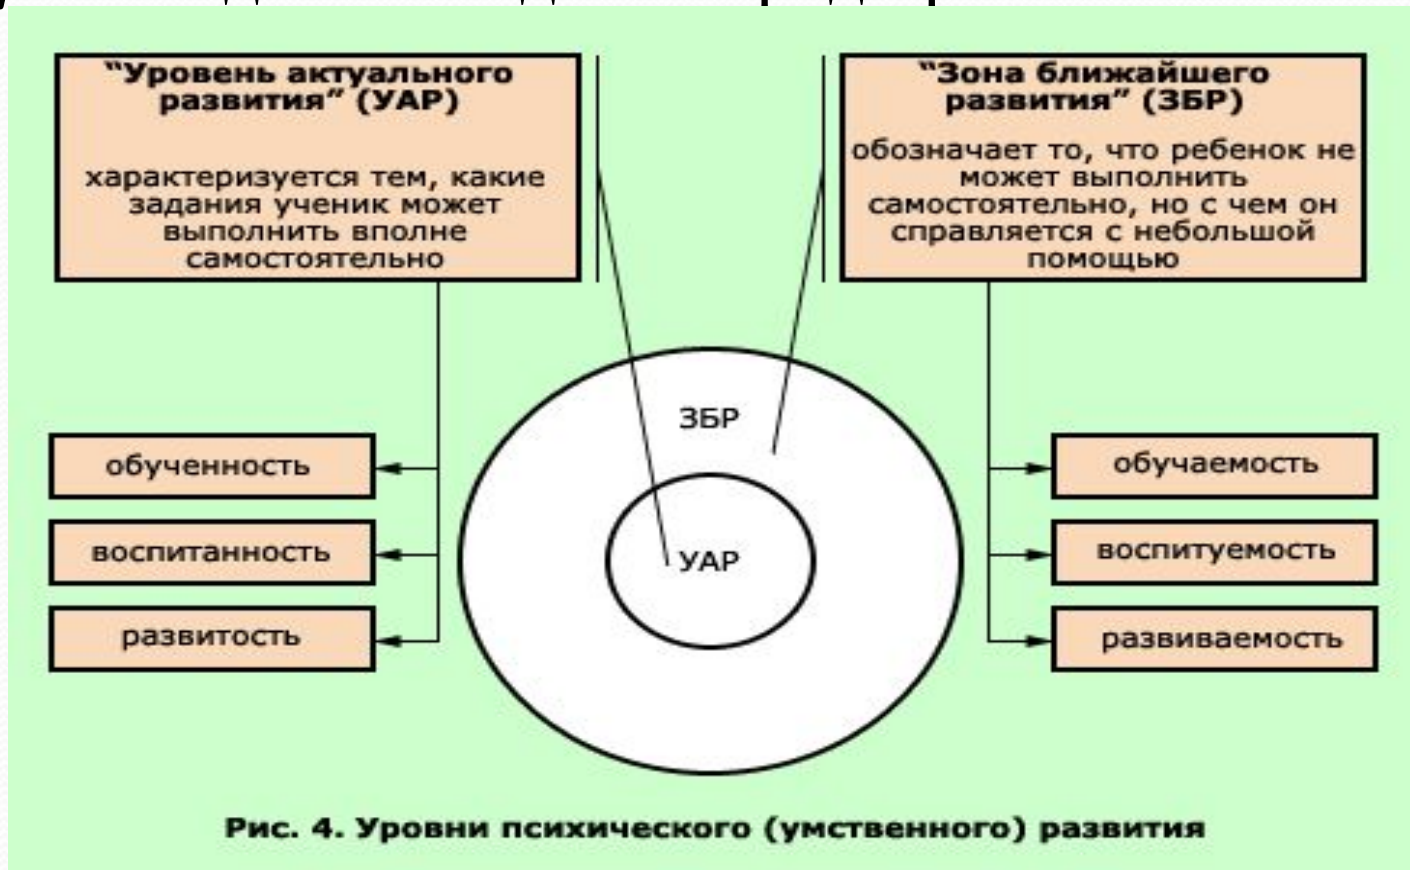 “Уровень актуального
развития” (УАР)
характеризуется тем, какие
задания ученик может
выполнить вполне
самостоятельно
“Зона ближайшего
развития” (ЗБР)
обозначает то, что ребенок не
может выполнить
самостоятельно, но с чем он
справляется с небольшой
помощью
ЗБР
УАР
обученность
воспитанность
развитость
обучаемость
воспитуемость
развиваемость
Рис. 4. Уровни психического (умственного) развития